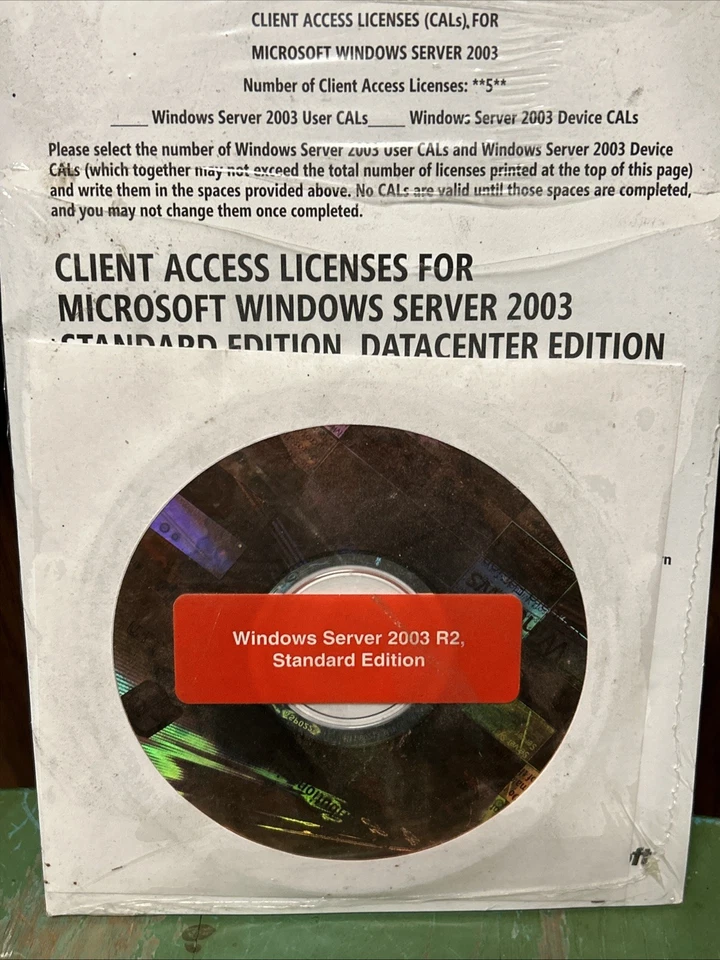 CLIENT ACCESS LICENSES (CALs), FOR
MICROSOFT WINDOWS SERVER 2003
Number of Client Access Licenses: **5**
____ Windows Server 2003 User CALs____ Windows Server 2003 Device CALs
Please select the number of Windows Server 2003 User CALs and Windows Server 2003 Device
CALs (which together may not exceed the total number of licenses printed at the top of this page)
and write them in the spaces provided above. No CALs are valid until those spaces are completed,
and you may not change them once completed.
CLIENT ACCESS LICENSES FOR
MICROSOFT WINDOWS SERVER 2003
STANDARD EDITION, DATACENTER EDITION
Windows Server 2003 R2,
Standard Edition